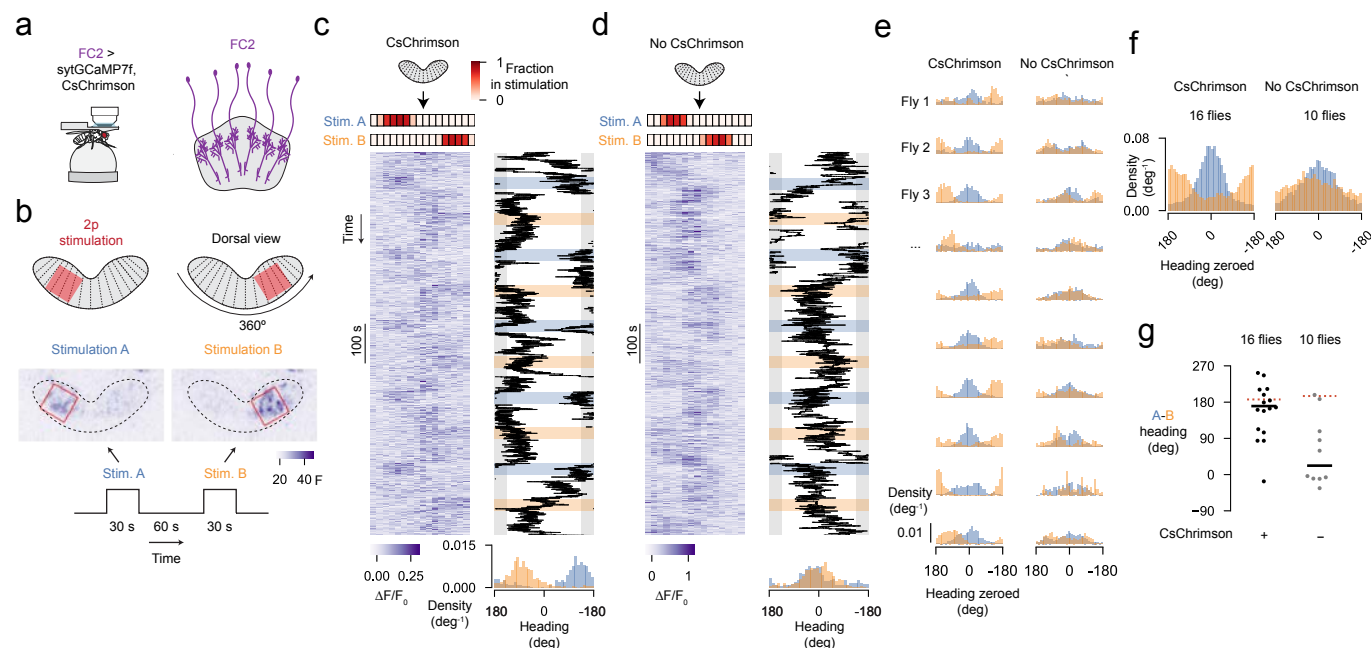 a
FC2 >
sytGCaMP7f,
CsChrimson
FC2
b
2p
stimulation
Dorsal view
360º
Stimulation A
Stimulation B
20 40 F
Stim. A
Stim. B
30 s
60 s
30 s
Time
c
CsChrimson
1
0
Fraction
in stimulation
Stim. A
Stim. B
Time
100 s
0.00 0.25
ΔF/F0
0.015
0.000
Density
(deg-1)
180 0 -180
Heading
(deg)
d
No CsChrimson
Stim. A
Stim. B
100 s
0 1
ΔF/F0
180 0 -180
Heading
(deg)
e
CsChrimson
No CsChrimson
Fly 1
Fly 2
Fly 3
...
Density
(deg-1)
0.01
180 0 -180
180 0 -180
Heading zeroed
(deg)
f
CsChrimson
No CsChrimson
16 flies
10 flies
0.08
0.00
Density
(deg-1)
180 0 -180
180 0 -180
Heading zeroed
(deg)
g
16 flies
10 flies
270
180
90
0
−90
A-B
heading
(deg)
CsChrimson + −